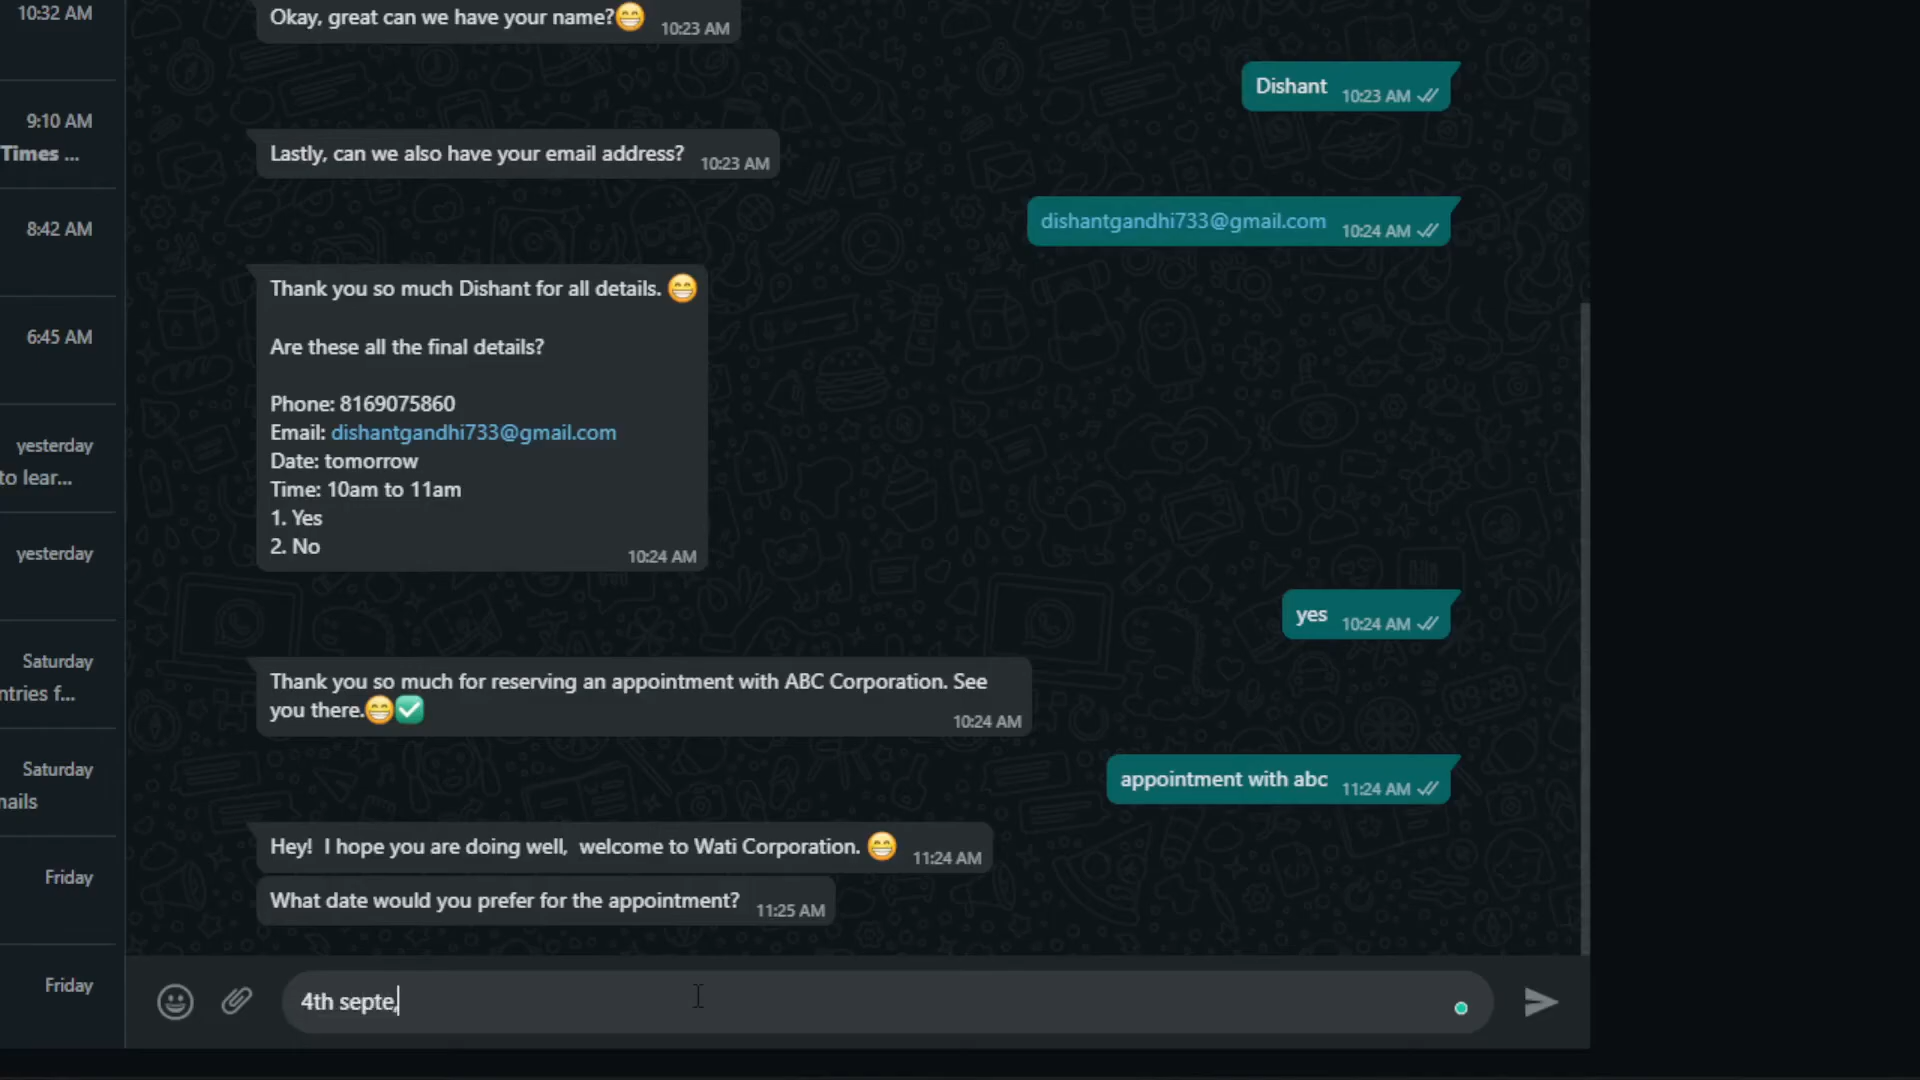 10:32 AM
9:10 AM
Times ...
8:42 AM
6:45 AM
yesterday
to lear...
yesterday
Saturday
ntries f...
Saturday
nails
Friday
Friday
Okay, great can we have your name?😁 10:23 AM
Dishant 10:23 AM
Lastly, can we also have your email address? 10:23 AM
dishantgandhi733@gmail.com 10:24 AM
Thank you so much Dishant for all details. 😁
Are these all the final details?
Phone: 8169075860
Email: dishantgandhi733@gmail.com
Date: tomorrow
Time: 10am to 11am
1. Yes
2. No
10:24 AM
yes 10:24 AM
Thank you so much for reserving an appointment with ABC Corporation. See
you there.😁✅ 10:24 AM
appointment with abc 11:24 AM
Hey!  I hope you are doing well,  welcome to Wati Corporation. 😁 11:24 AM
What date would you prefer for the appointment? 11:25 AM
4th septe,